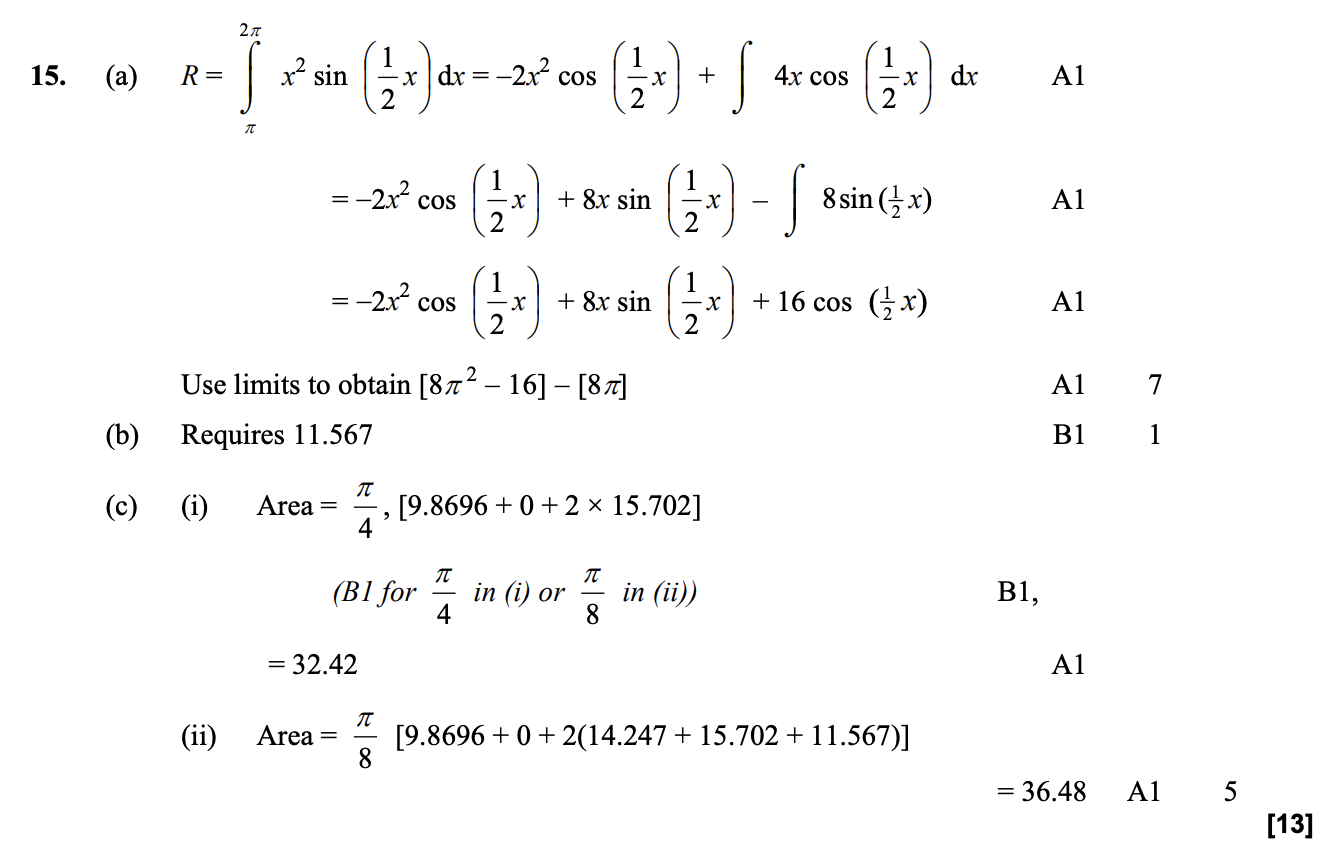 15. (a) R = ∫_π^{2π} x² sin (1/2 x) dx = –2x² cos (1/2 x) + ∫ 4x cos (1/2 x) dx A1
= –2x² cos (1/2 x) + 8x sin (1/2 x) – ∫ 8sin(1/2 x) A1
= –2x² cos (1/2 x) + 8x sin (1/2 x) + 16 cos (1/2 x) A1
Use limits to obtain [8π² – 16] – [8π] A1 7
(b) Requires 11.567 B1 1
(c) (i) Area = π/4, [9.8696 + 0 + 2 × 15.702]
(B1 for π/4 in (i) or π/8 in (ii)) B1,
= 32.42 A1
(ii) Area = π/8 [9.8696 + 0 + 2(14.247 + 15.702 + 11.567)]
= 36.48 A1 5
[13]